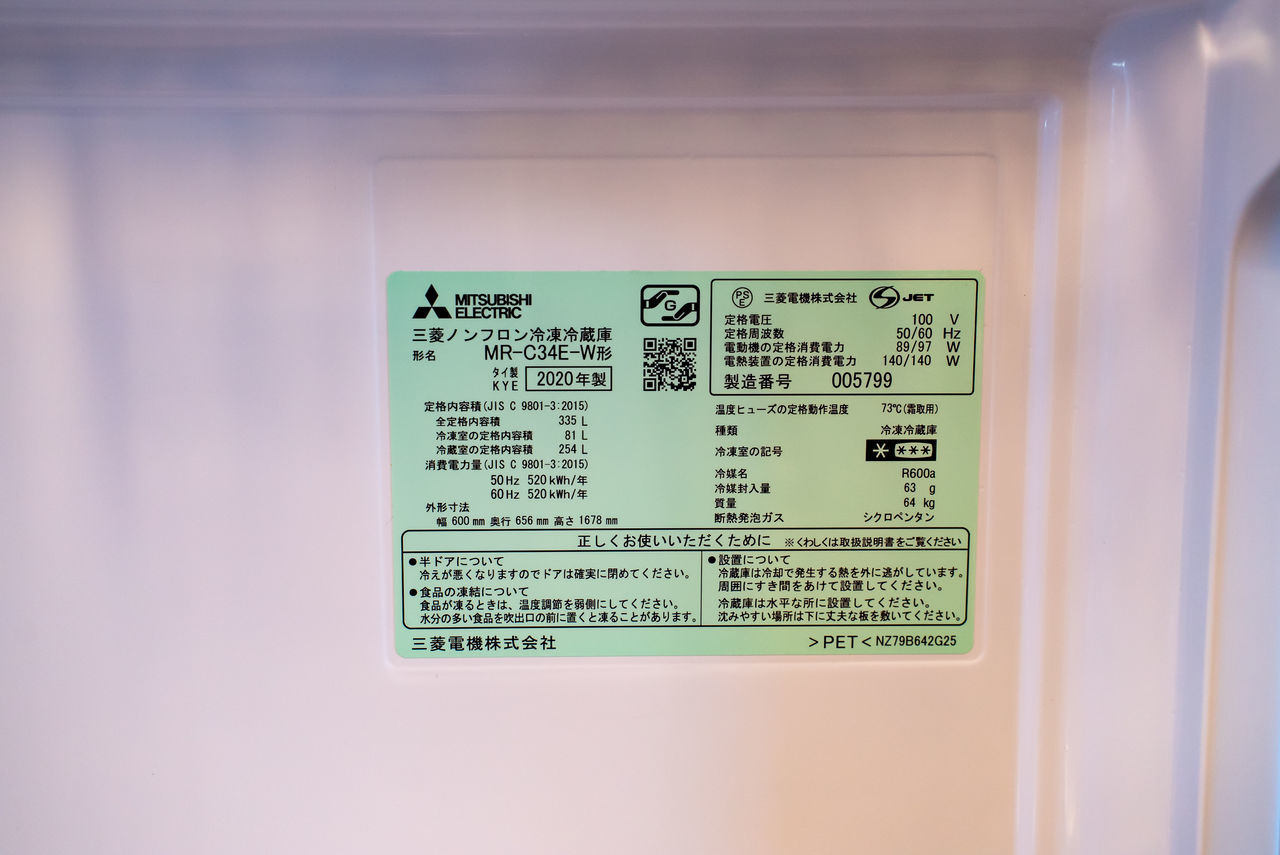 MITSUBISHI
ELECTRIC
G
三菱ノンフロン冷凍冷蔵庫
形名 MR-C34E-W形
タイ製
KYE 2020年製
PS
E 三菱電機株式会社 S JET
定格電圧 100 V
定格周波数 50/60 Hz
電動機の定格消費電力 89/97 W
電熱装置の定格消費電力 140/140 W
製造番号 005799
定格内容積(JIS C 9801-3:2015)
全定格内容積 335 L
冷凍室の定格内容積 81 L
冷蔵室の定格内容積 254 L
消費電力量(JIS C 9801-3:2015)
50Hz 520kWh/年
60Hz 520kWh/年
外形寸法
幅 600mm 奥行 656mm 高さ 1678mm
温度ヒューズの定格動作温度 73℃(霜取用)
種類 冷凍冷蔵庫
冷凍室の記号 * ***
冷媒名 R600a
冷媒封入量 63 g
質量 64 kg
断熱発泡ガス シクロペンタン
正しくお使いいただくために ※くわしくは取扱説明書をご覧ください
●半ドアについて
冷えが悪くなりますのでドアは確実に閉めてください。
●食品の凍結について
食品が凍るときは、温度調節を弱側にしてください。
水分の多い食品を吹出口の前に置くと凍ることがあります。
●設置について
冷蔵庫は冷却で発生する熱を外に逃がしています。
周囲にすき間をあけて設置してください。
冷蔵庫は水平な所に設置してください。
沈みやすい場所は下に丈夫な板を敷いてください。
三菱電機株式会社 >PET< NZ79B642G25